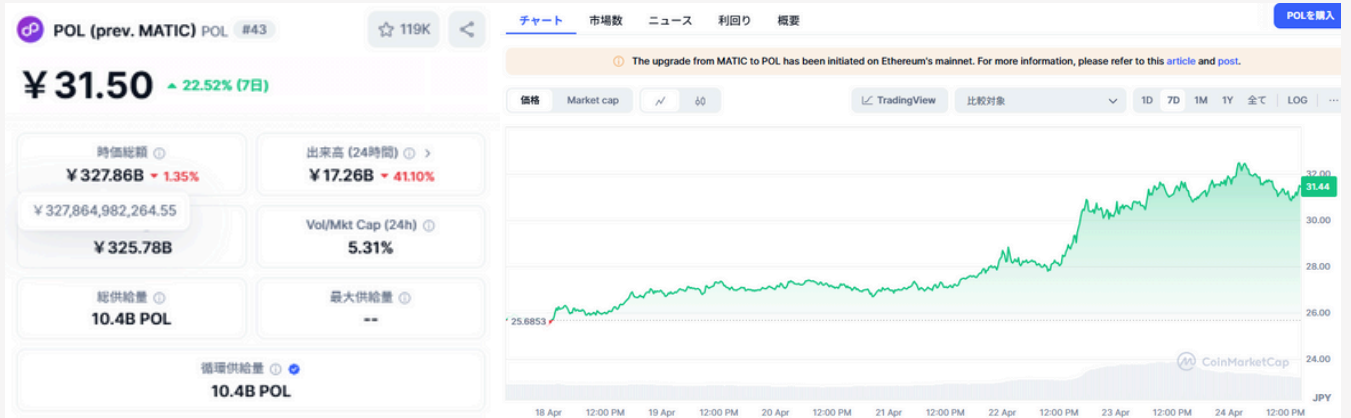 POL (prev. MATIC) POL #43
119K
¥31.50 22.52% (7日)
時価総額
¥327.86B 1.35%
出来高 (24時間)
¥17.26B 41.10%
¥327,864,982,264.55
¥325.78B
Vol/Mkt Cap (24h)
5.31%
総供給量
10.4B POL
最大供給量
--
循環供給量
10.4B POL
チャート 市場数 ニュース 利回り 概要
POLを購入
The upgrade from MATIC to POL has been initiated on Ethereum's mainnet. For more information, please refer to this article and post.
価格 Market cap
TradingView
比較対象
1D 7D 1M 1Y 全て LOG ...
32.00
31.44
30.00
28.00
26.00
25.6853
24.00
CoinMarketCap
JPY
18 Apr 12:00 PM 19 Apr 12:00 PM 20 Apr 12:00 PM 21 Apr 12:00 PM 22 Apr 12:00 PM 23 Apr 12:00 PM 24 Apr 12:00 PM